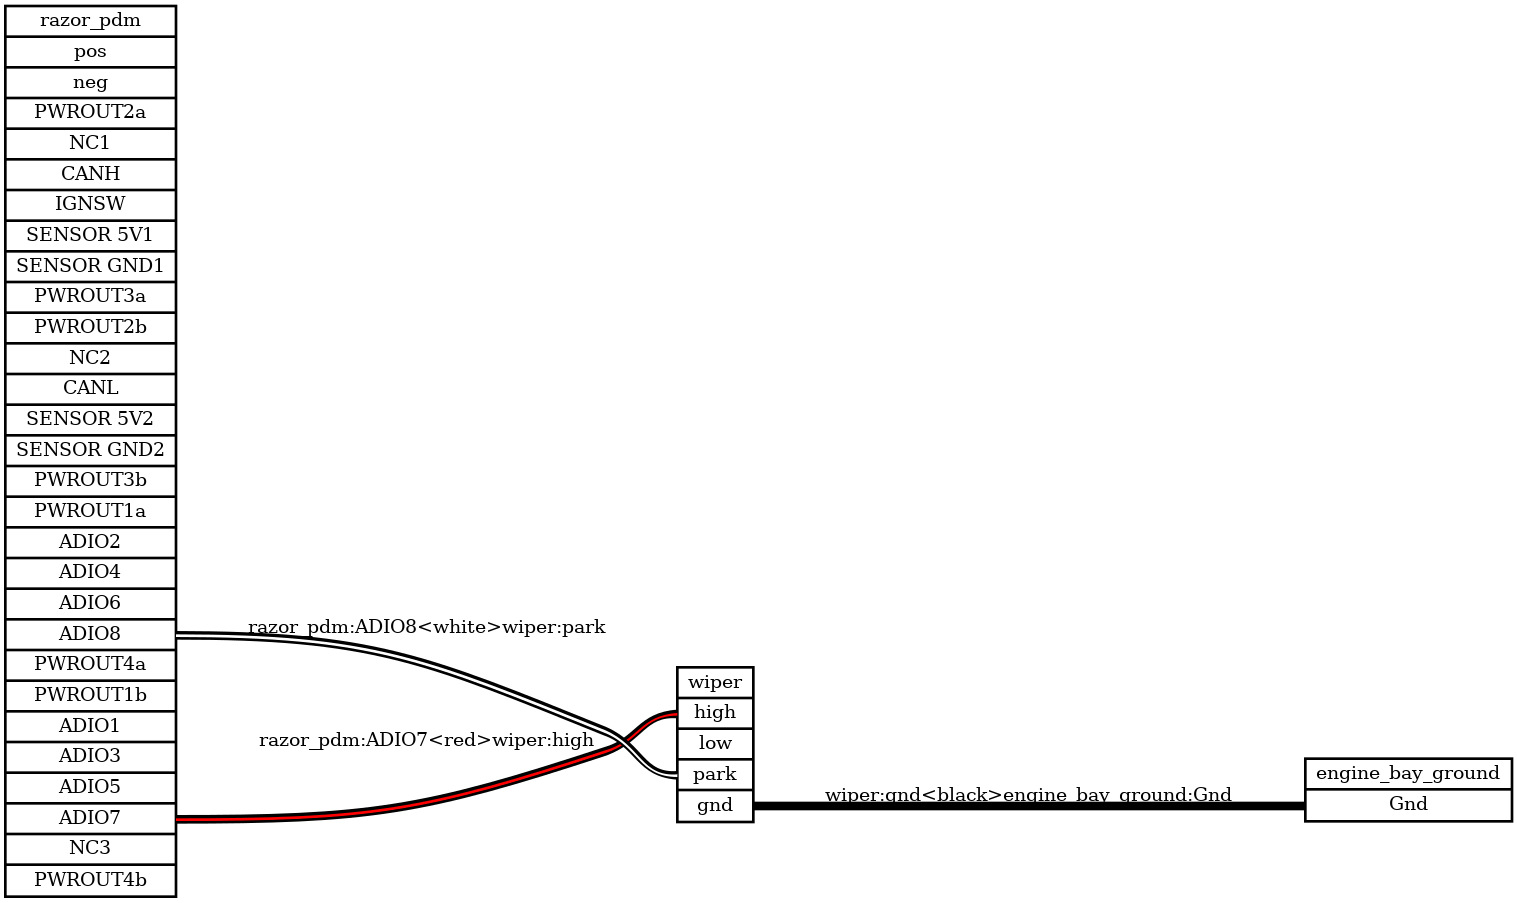 razor_pdm
pos
neg
PWROUT2a
NC1
CANH
IGNSW
SENSOR 5V1
SENSOR GND1
PWROUT3a
PWROUT2b
NC2
CANL
SENSOR 5V2
SENSOR GND2
PWROUT3b
PWROUT1a
ADIO2
ADIO4
ADIO6
ADIO8
PWROUT4a
PWROUT1b
ADIO1
ADIO3
ADIO5
ADIO7
NC3
PWROUT4b
razor_pdm:ADIO8<white>wiper:park
razor_pdm:ADIO7<red>wiper:high
wiper
high
low
park
gnd
wiper:gnd<black>engine_bay_ground:Gnd
engine_bay_ground
Gnd